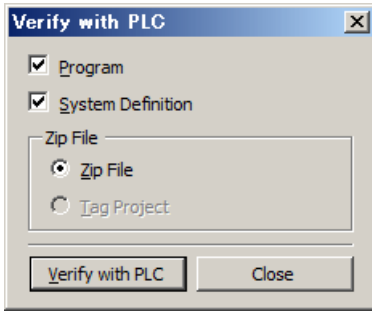 Verify with PLC
Program
System Definition
Zip File
Zip File
Tag Project
Verify with PLC Close